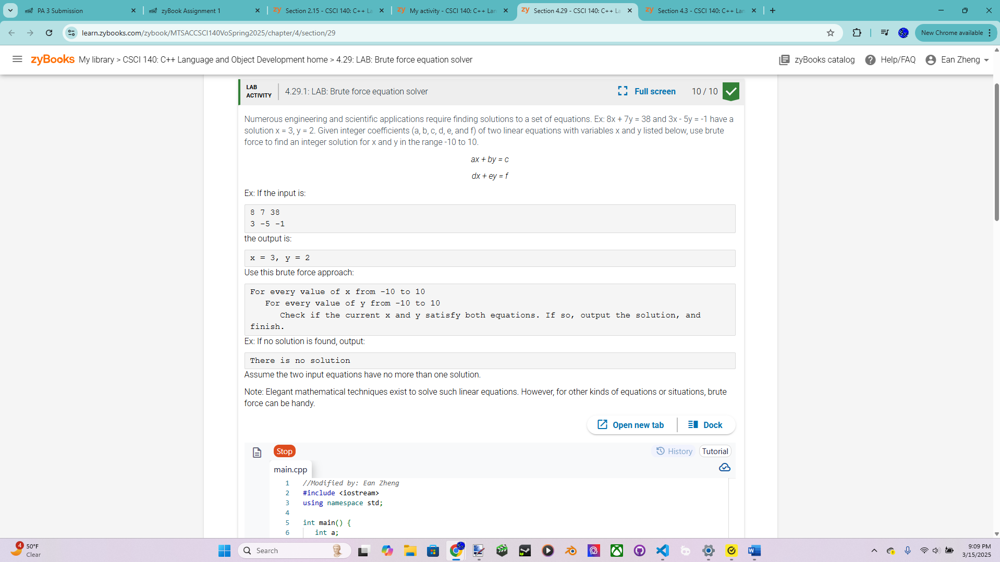 PA 3 Submission
zyBook Assignment 1
zy Section 2.15 - CSCI 140: C++ La
zy My activity - CSCI 140: C++ Lan
zy Section 4.29 - CSCI 140: C++ La
zy Section 4.3 - CSCI 140: C++ Lan
learn.zybooks.com/zybook/MTSACCSCI140VoSpring2025/chapter/4/section/29
New Chrome available
zyBooks My library > CSCI 140: C++ Language and Object Development home > 4.29: LAB: Brute force equation solver
zyBooks catalog
Help/FAQ
Ean Zheng
LAB
ACTIVITY
4.29.1: LAB: Brute force equation solver
Full screen
10 / 10
Numerous engineering and scientific applications require finding solutions to a set of equations. Ex: 8x + 7y = 38 and 3x - 5y = -1 have a
solution x = 3, y = 2. Given integer coefficients (a, b, c, d, e, and f) of two linear equations with variables x and y listed below, use brute
force to find an integer solution for x and y in the range -10 to 10.
ax + by = c
dx + ey = f
Ex: If the input is:
8 7 38
3 -5 -1
the output is:
x = 3, y = 2
Use this brute force approach:
For every value of x from -10 to 10
For every value of y from -10 to 10
Check if the current x and y satisfy both equations. If so, output the solution, and
finish.
Ex: If no solution is found, output:
There is no solution
Assume the two input equations have no more than one solution.
Note: Elegant mathematical techniques exist to solve such linear equations. However, for other kinds of equations or situations, brute
force can be handy.
Open new tab
Dock
Stop
History
Tutorial
main.cpp
1 //Modified by: Ean Zheng
2 #include <iostream>
3 using namespace std;
4
5 int main() {
6 int a;
4
50°F
Clear
Search
9:09 PM
3/15/2025